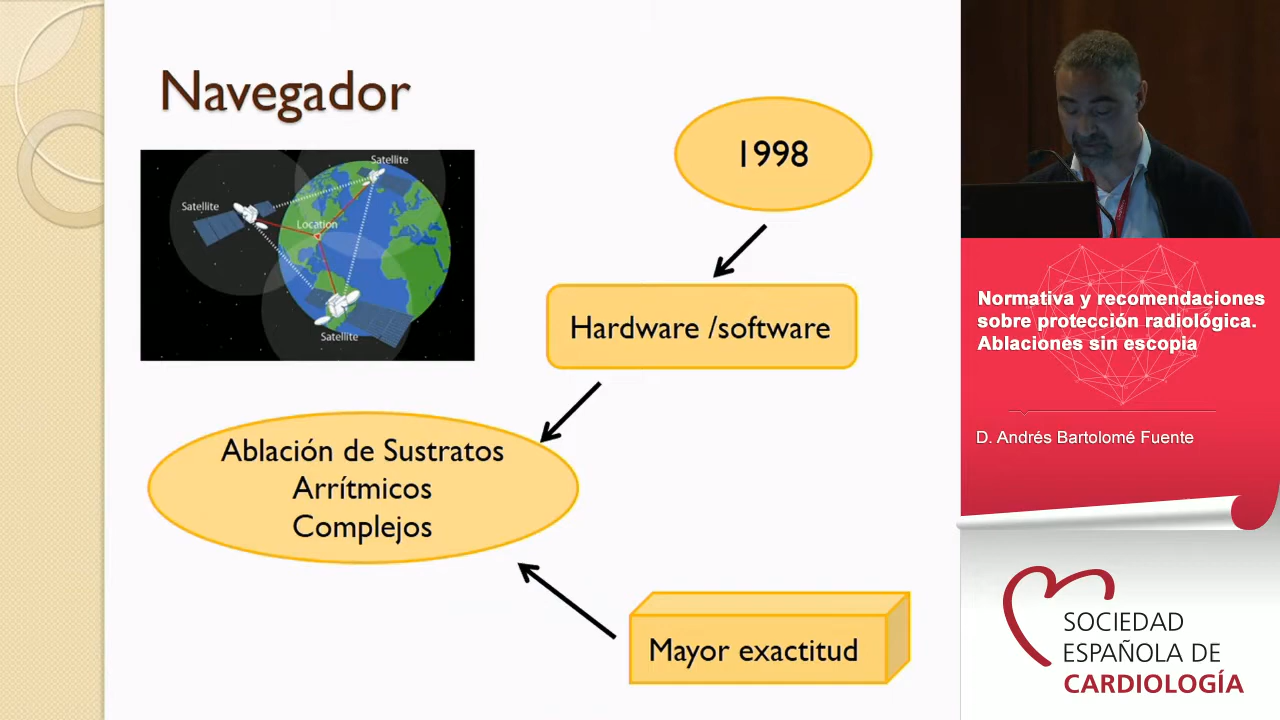 Navegador
Satellite
Satellite
Location
Satellite
1998
Hardware /software
Ablación de Sustratos
Arrítmicos
Complejos
Mayor exactitud
Normativa y recomendaciones
sobre protección radiológica.
Ablaciones sin escopia
D. Andrés Bartolomé Fuente
SOCIEDAD
ESPAÑOLA DE
CARDIOLOGÍA